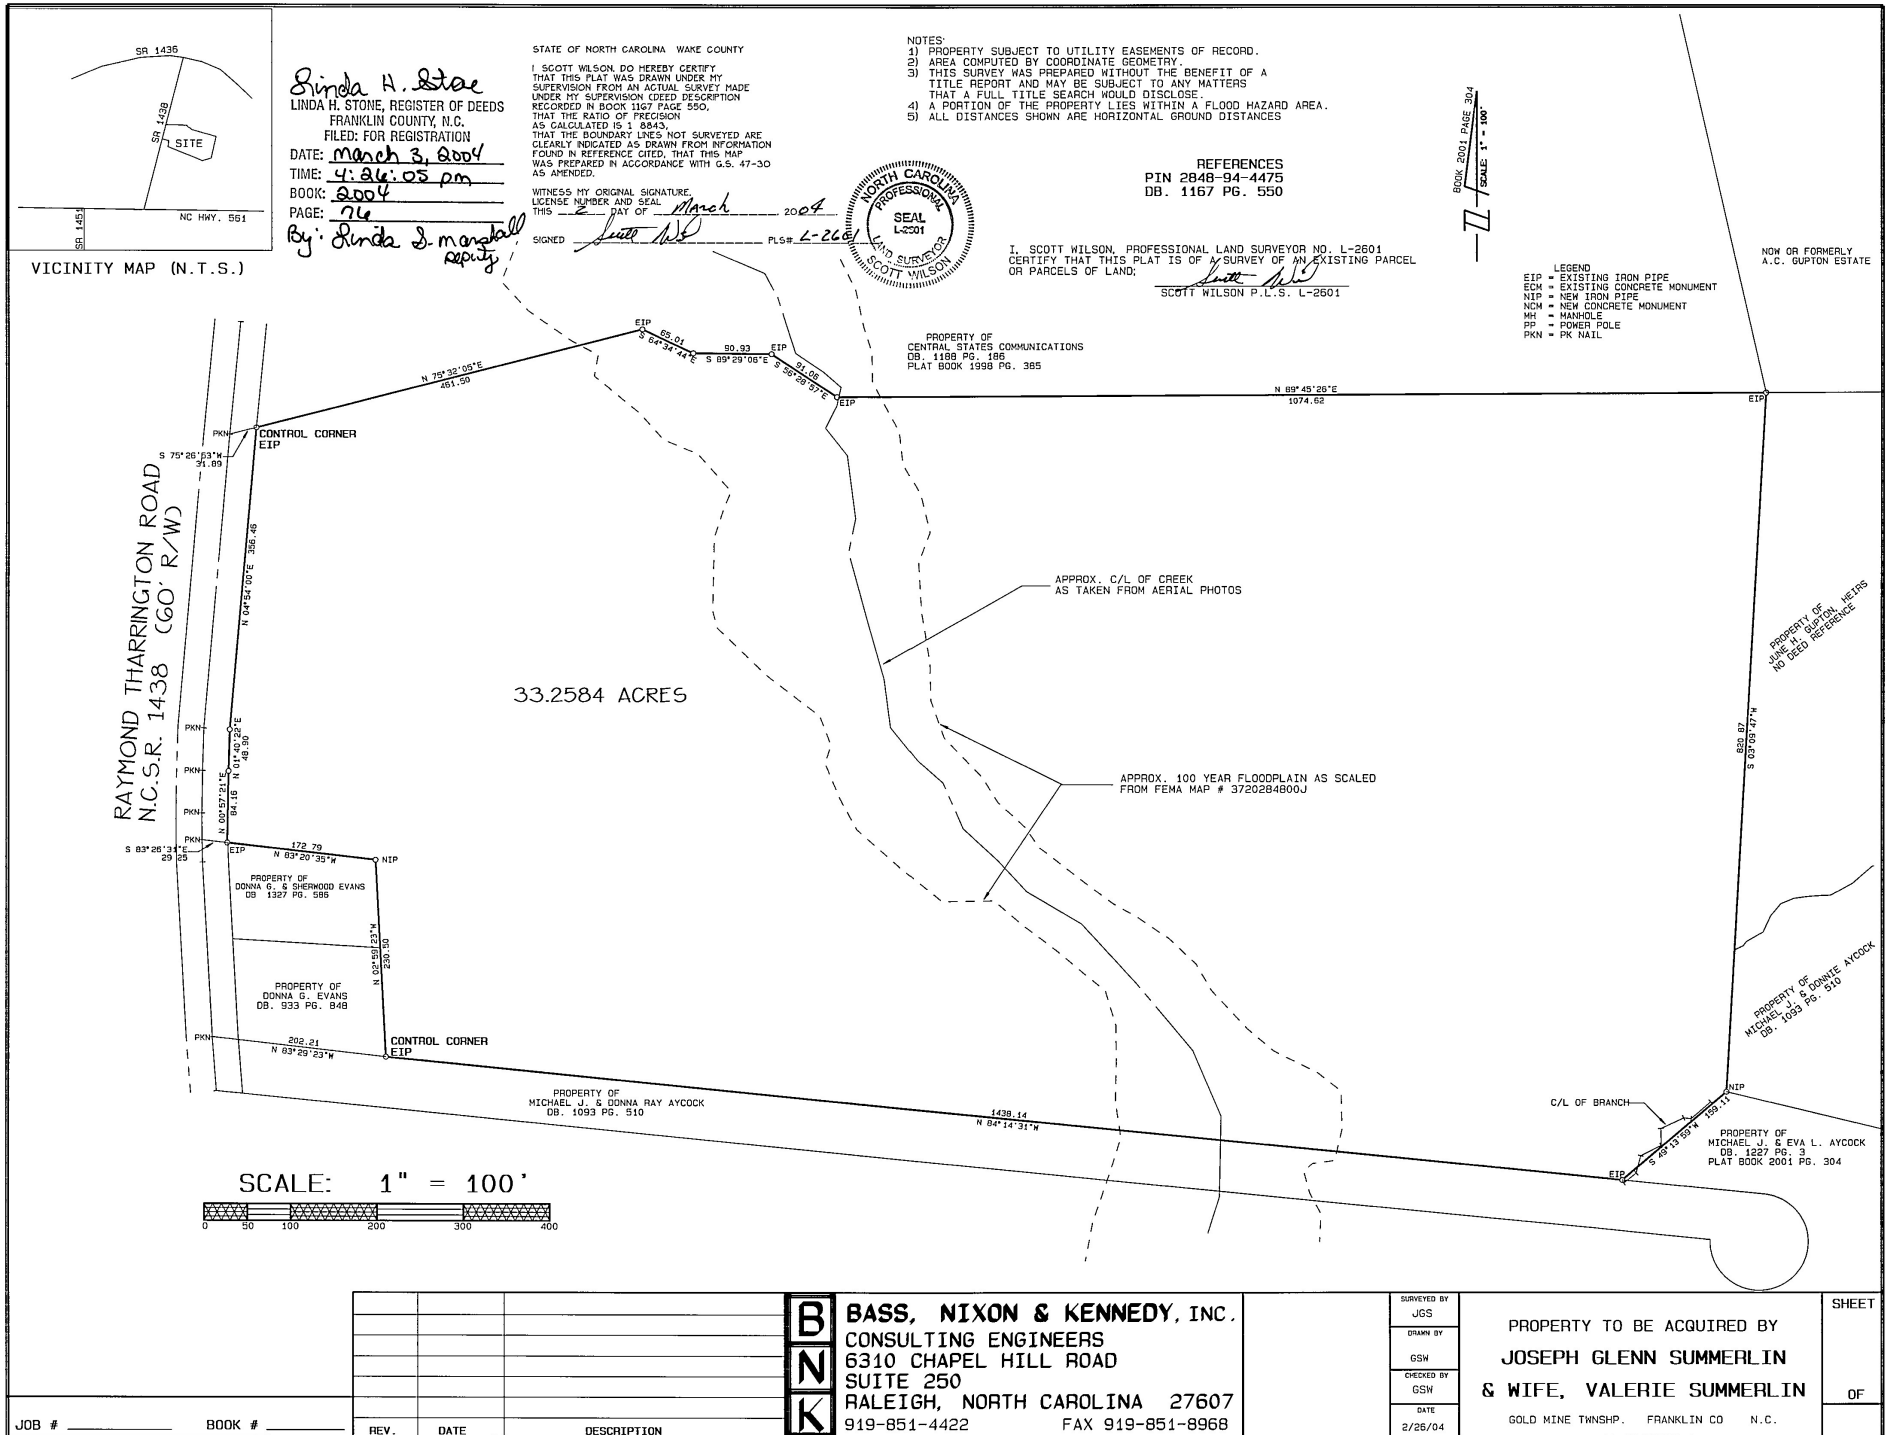 SR 1436
SR 1438
SITE
SR 1451
NC HWY. 561
VICINITY MAP (N.T.S.)
Linda H. Stone
LINDA H. STONE, REGISTER OF DEEDS
FRANKLIN COUNTY, N.C.
FILED: FOR REGISTRATION
DATE: March 3, 2004
TIME: 4:26:05 pm
BOOK: 2004
PAGE: 76
By: Linda S. Marshall
Deputy
STATE OF NORTH CAROLINA WAKE COUNTY
I SCOTT WILSON, DO HEREBY CERTIFY
THAT THIS PLAT WAS DRAWN UNDER MY
SUPERVISION FROM AN ACTUAL SURVEY MADE
UNDER MY SUPERVISION (DEED DESCRIPTION
RECORDED IN BOOK 1167 PAGE 550,
THAT THE RATIO OF PRECISION
AS CALCULATED IS 1 8843,
THAT THE BOUNDARY LINES NOT SURVEYED ARE
CLEARLY INDICATED AS DRAWN FROM INFORMATION
FOUND IN REFERENCE CITED, THAT THIS MAP
WAS PREPARED IN ACCORDANCE WITH G.S. 47-30
AS AMENDED.
WITNESS MY ORIGINAL SIGNATURE,
LICENSE NUMBER AND SEAL
THIS 2 DAY OF March 2004
SIGNED PLS# L-2601
NORTH CAROLINA
PROFESSIONAL
SEAL
L-2601
LAND SURVEYOR
SCOTT WILSON
NOTES:
1) PROPERTY SUBJECT TO UTILITY EASEMENTS OF RECORD.
2) AREA COMPUTED BY COORDINATE GEOMETRY.
3) THIS SURVEY WAS PREPARED WITHOUT THE BENEFIT OF A
TITLE REPORT AND MAY BE SUBJECT TO ANY MATTERS
THAT A FULL TITLE SEARCH WOULD DISCLOSE.
4) A PORTION OF THE PROPERTY LIES WITHIN A FLOOD HAZARD AREA.
5) ALL DISTANCES SHOWN ARE HORIZONTAL GROUND DISTANCES
REFERENCES
PIN 2848-94-4475
DB. 1167 PG. 550
I, SCOTT WILSON, PROFESSIONAL LAND SURVEYOR NO. L-2601
CERTIFY THAT THIS PLAT IS OF A SURVEY OF AN EXISTING PARCEL
OR PARCELS OF LAND;
SCOTT WILSON P.L.S. L-2601
BOOK 2001 PAGE 304
SCALE: 1" = 100'
N
LEGEND
EIP = EXISTING IRON PIPE
ECM = EXISTING CONCRETE MONUMENT
NIP = NEW IRON PIPE
NCM = NEW CONCRETE MONUMENT
MH = MANHOLE
PP = POWER POLE
PKN = PK NAIL
NOW OR FORMERLY
A.C. GUPTON ESTATE
PROPERTY OF
CENTRAL STATES COMMUNICATIONS
DB. 1188 PG. 186
PLAT BOOK 1998 PG. 365
N 75°32'05"E
461.50
EIP
65.01
S 64°34'44"E
90.93
S 89°29'06"E
EIP
91.06
S 56°28'57"E
EIP
N 89°45'26"E
1074.62
EIP
PKN
CONTROL CORNER
EIP
S 75°26'53"W
31.89
RAYMOND THARRINGTON ROAD
N.C.S.R. 1438 (60' R/W)
N 04°54'00"E 356.46
PKN
N 01°40'22"E
48.90
PKN
N 00°57'21"E
84.16
PKN
PKN
S 83°26'31"E
29.25
EIP
172.79
N 83°20'35"W
NIP
PROPERTY OF
DONNA G. & SHERWOOD EVANS
DB 1327 PG. 586
N 02°59'23"W
230.50
PROPERTY OF
DONNA G. EVANS
DB. 933 PG. 848
PKN
202.21
N 83°29'23"W
CONTROL CORNER
EIP
33.2584 ACRES
APPROX. C/L OF CREEK
AS TAKEN FROM AERIAL PHOTOS
APPROX. 100 YEAR FLOODPLAIN AS SCALED
FROM FEMA MAP # 3720284800J
PROPERTY OF
JUNE H. GUPTON, HEIRS
NO DEED REFERENCE
820.87
S 03°09'47"W
PROPERTY OF
MICHAEL J. & DONNIE AYCOCK
DB. 1093 PG. 510
NIP
C/L OF BRANCH
159.11
S 49°13'59"W
EIP
PROPERTY OF
MICHAEL J. & EVA L. AYCOCK
DB. 1227 PG. 3
PLAT BOOK 2001 PG. 304
PROPERTY OF
MICHAEL J. & DONNA RAY AYCOCK
DB. 1093 PG. 510
1438.14
N 84°14'31"W
SCALE: 1" = 100'
0 50 100 200 300 400
JOB # BOOK #
REV. DATE DESCRIPTION
B
N
K
BASS, NIXON & KENNEDY, INC.
CONSULTING ENGINEERS
6310 CHAPEL HILL ROAD
SUITE 250
RALEIGH, NORTH CAROLINA 27607
919-851-4422 FAX 919-851-8968
SURVEYED BY
JGS
DRAWN BY
GSW
CHECKED BY
GSW
DATE
2/26/04
PROPERTY TO BE ACQUIRED BY
JOSEPH GLENN SUMMERLIN
& WIFE, VALERIE SUMMERLIN
GOLD MINE TWNSHP. FRANKLIN CO N.C.
SHEET
OF